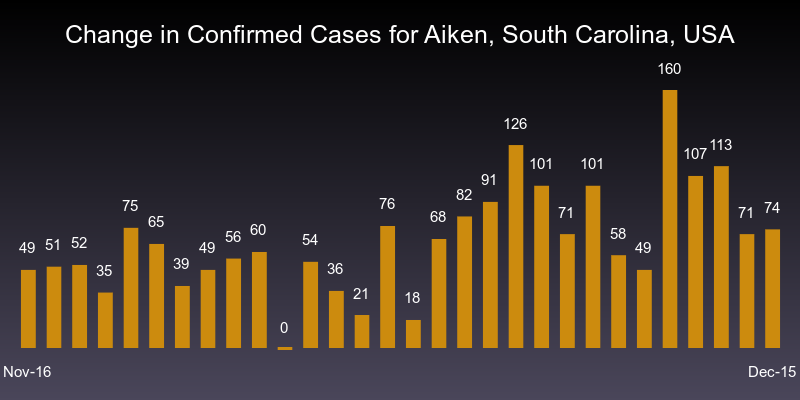 Change in Confirmed Cases for Aiken, South Carolina, USA
49 51 52 35 75 65 39 49 56 60 0 54 36 21 76 18 68 82 91 126 101 71 101 58 49 160 107 113 71 74
Nov-16 Dec-15